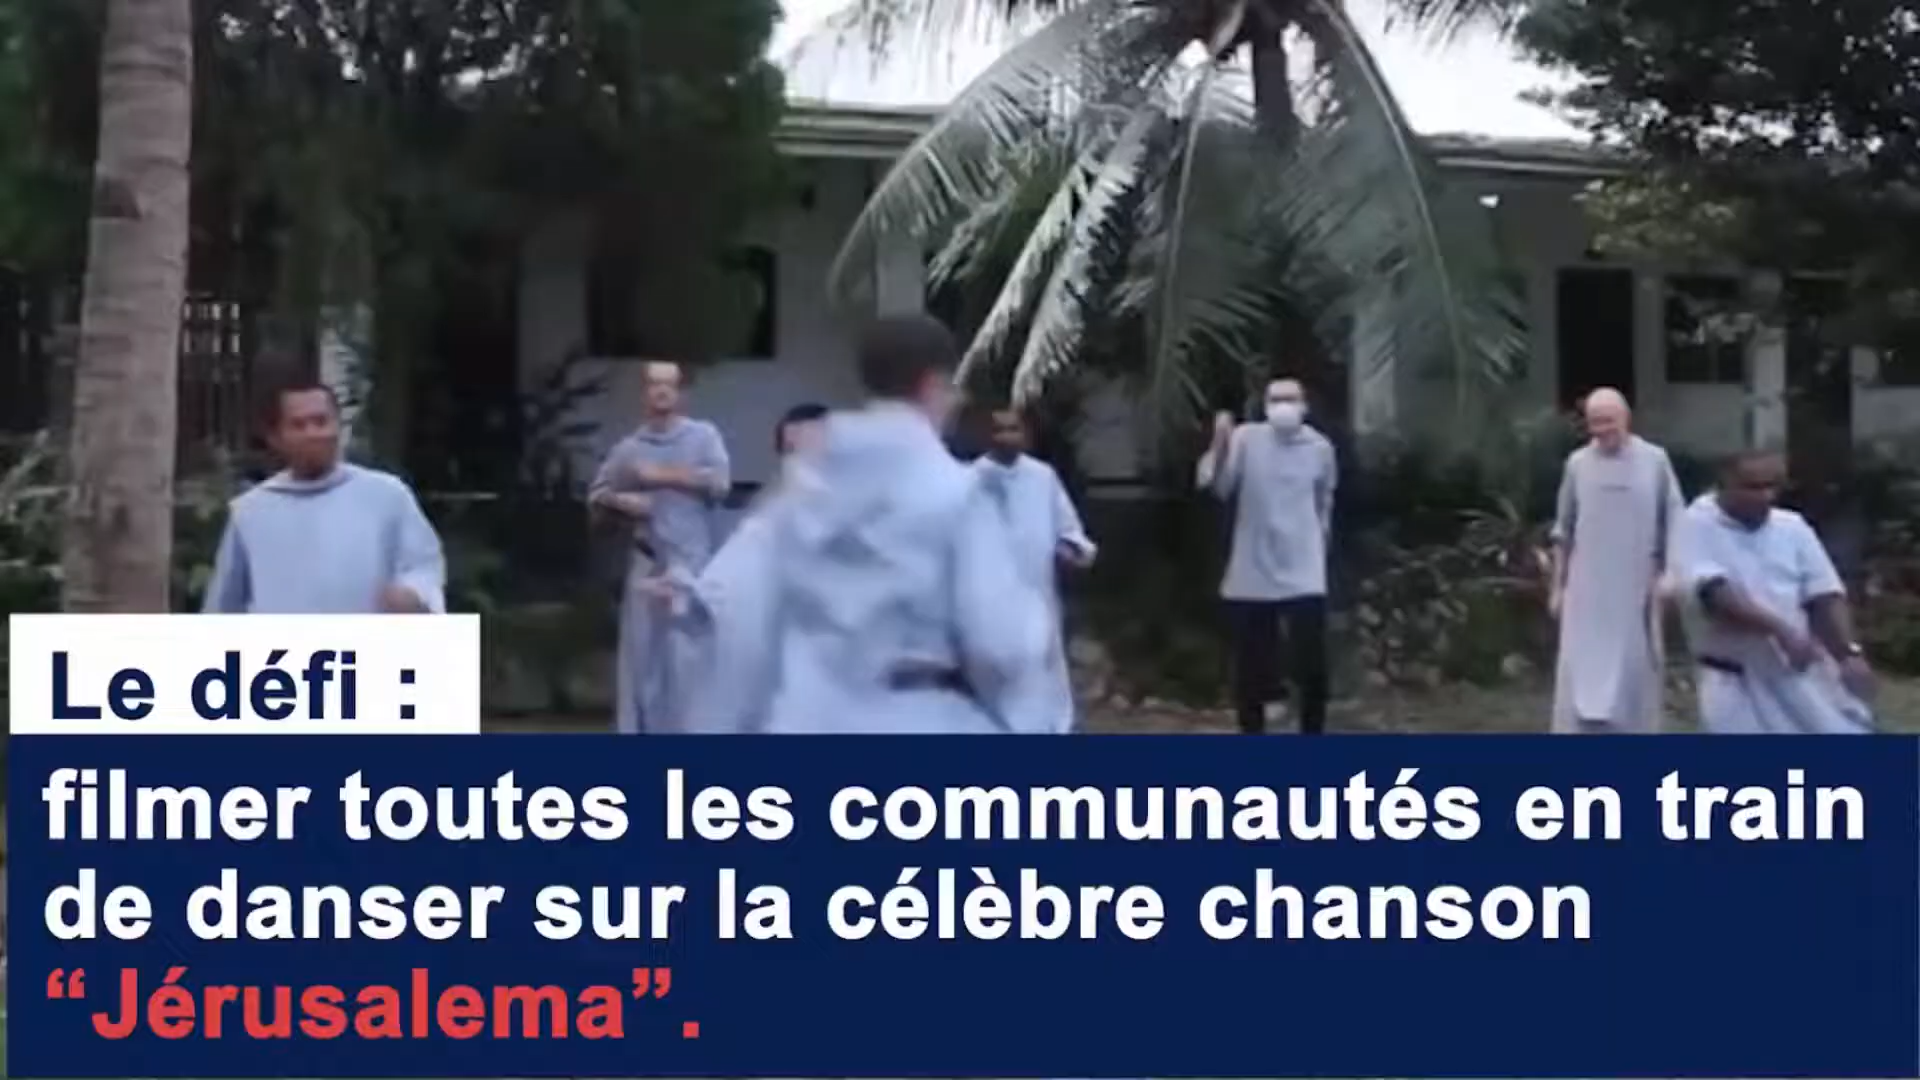 Le défi :
filmer toutes les communautés en train
de danser sur la célèbre chanson
“Jérusalema”.